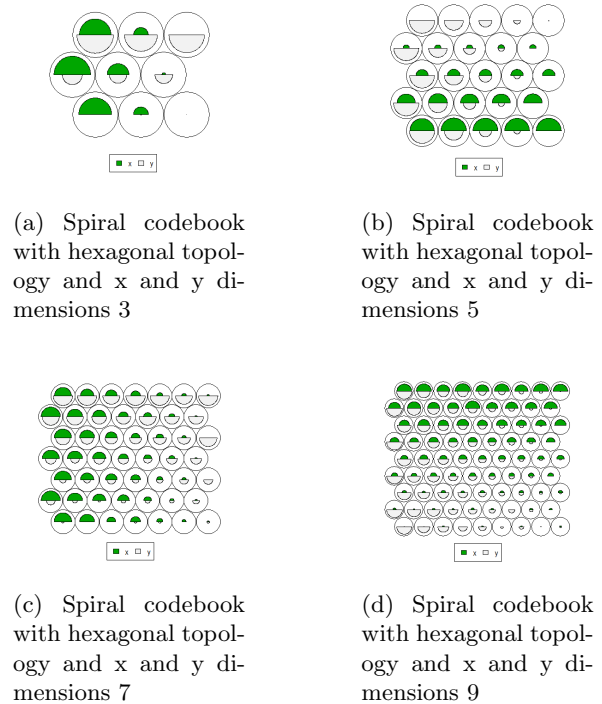 x y
x y
(a) Spiral codebook
with hexagonal topol-
ogy and x and y di-
mensions 3
(b) Spiral codebook
with hexagonal topol-
ogy and x and y di-
mensions 5
x y
x y
(c) Spiral codebook
with hexagonal topol-
ogy and x and y di-
mensions 7
(d) Spiral codebook
with hexagonal topol-
ogy and x and y di-
mensions 9